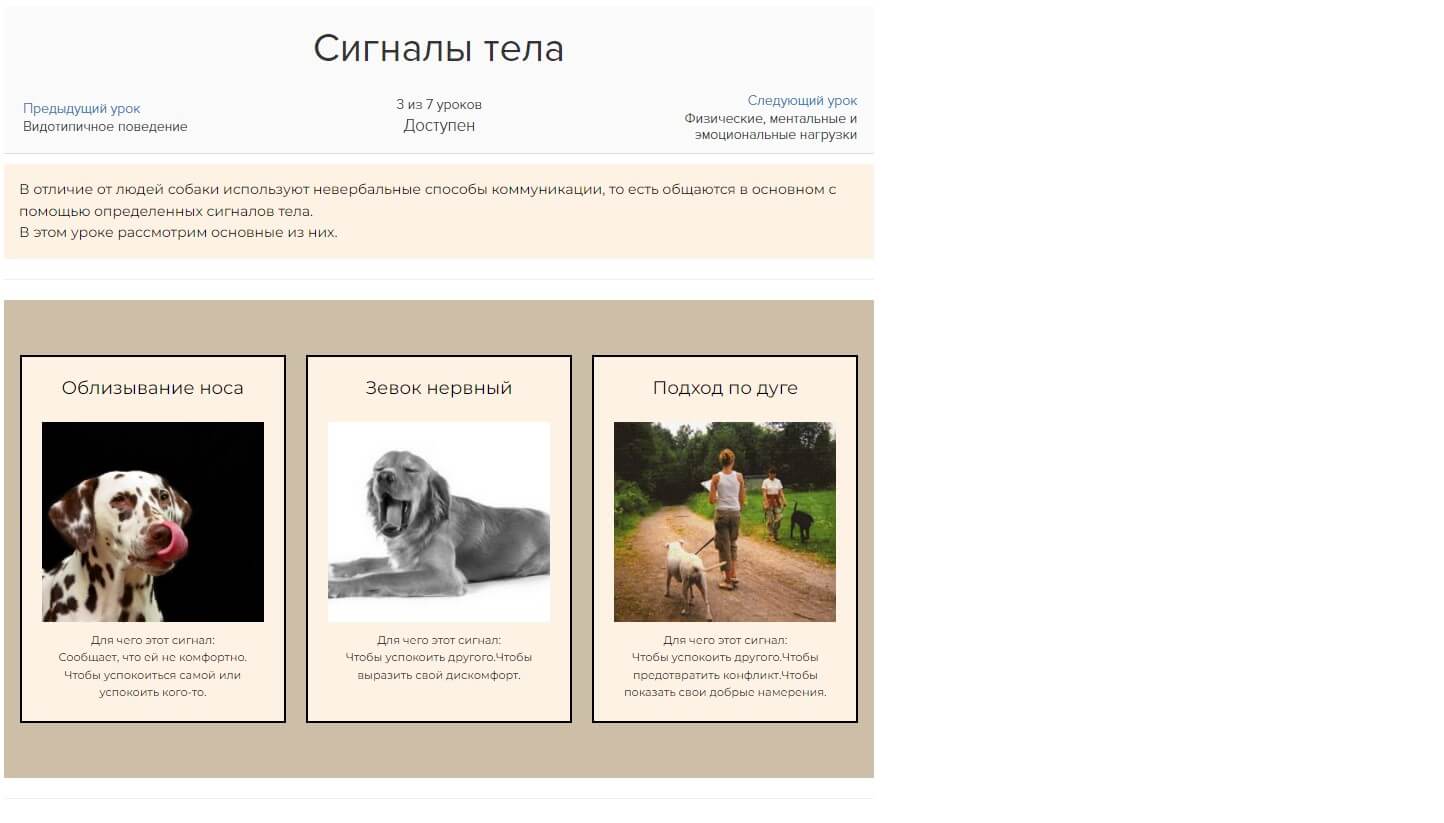 Сигналы тела
Предыдущий урок
Видотипичное поведение
3 из 7 уроков
Доступен
Следующий урок
Физические, ментальные и
эмоциональные нагрузки
В отличие от людей собаки используют невербальные способы коммуникации, то есть общаются в основном с
помощью определенных сигналов тела.
В этом уроке рассмотрим основные из них.
Облизывание носа
Для чего этот сигнал:
Сообщает, что ей не комфортно.
Чтобы успокоиться самой или
успокоить кого-то.
Зевок нервный
Для чего этот сигнал:
Чтобы успокоить другого.Чтобы
выразить свой дискомфорт.
Подход по дуге
Для чего этот сигнал:
Чтобы успокоить другого.Чтобы
предотвратить конфликт.Чтобы
показать свои добрые намерения.